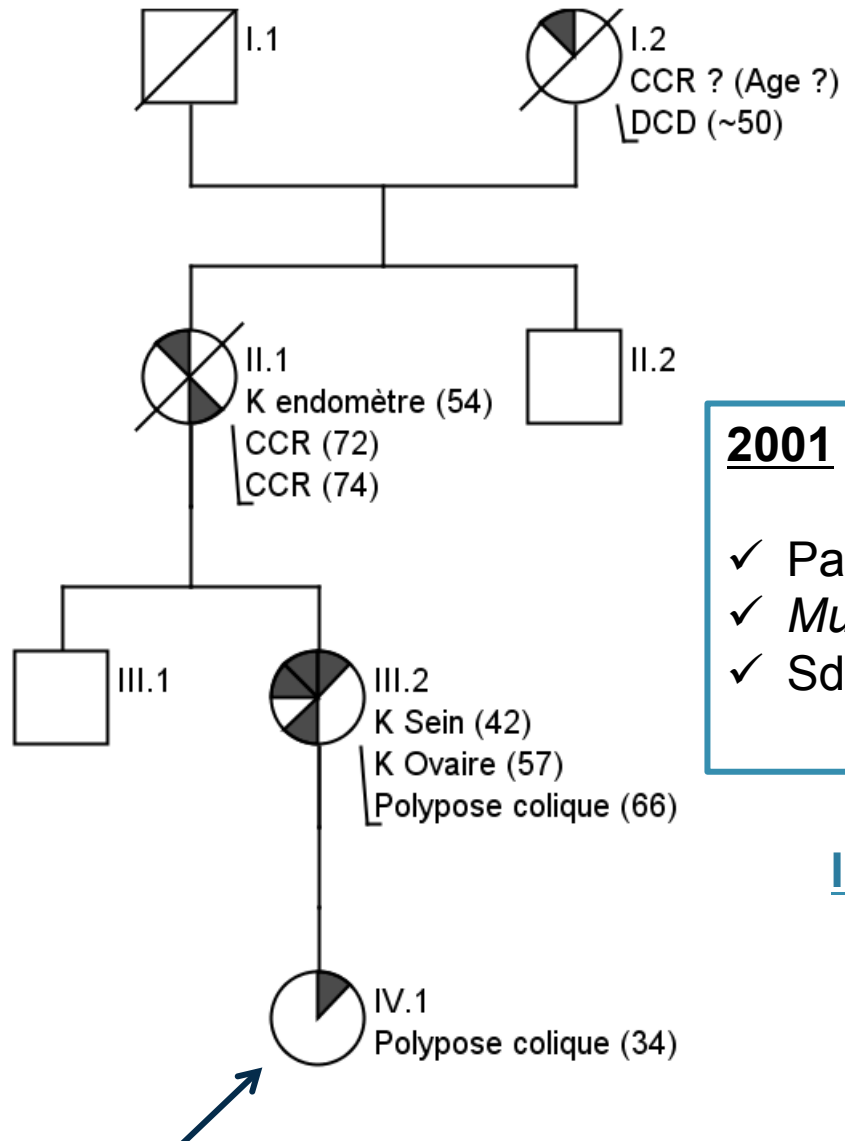 I.1
I.2
CCR ? (Age ?)
DCD (~50)
II.1
K endomètre (54)
CCR (72)
CCR (74)
II.2
2001
✓ Pa
✓ Mu
✓ Sd
III.1
III.2
K Sein (42)
K Ovaire (57)
Polypose colique (66)
IV.1
Polypose colique (34)